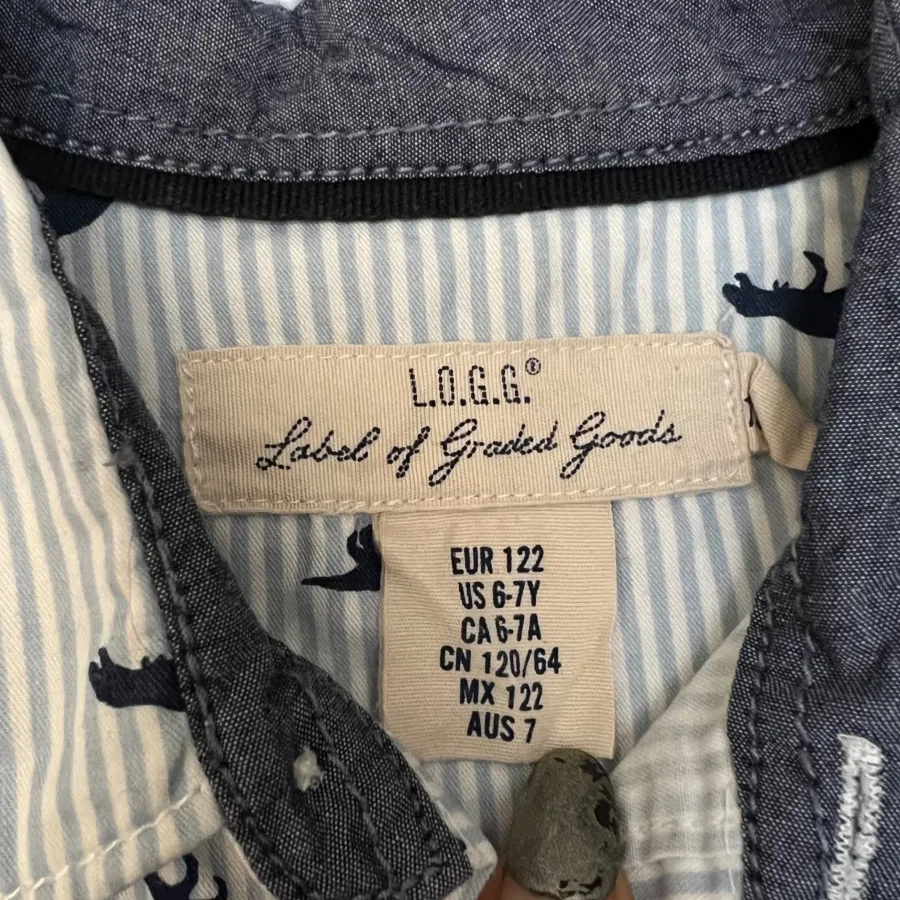 L.O.G.G.®
Label of Graded Goods
EUR 122
US 6-7Y
CA 6-7A
CN 120/64
MX 122
AUS 7